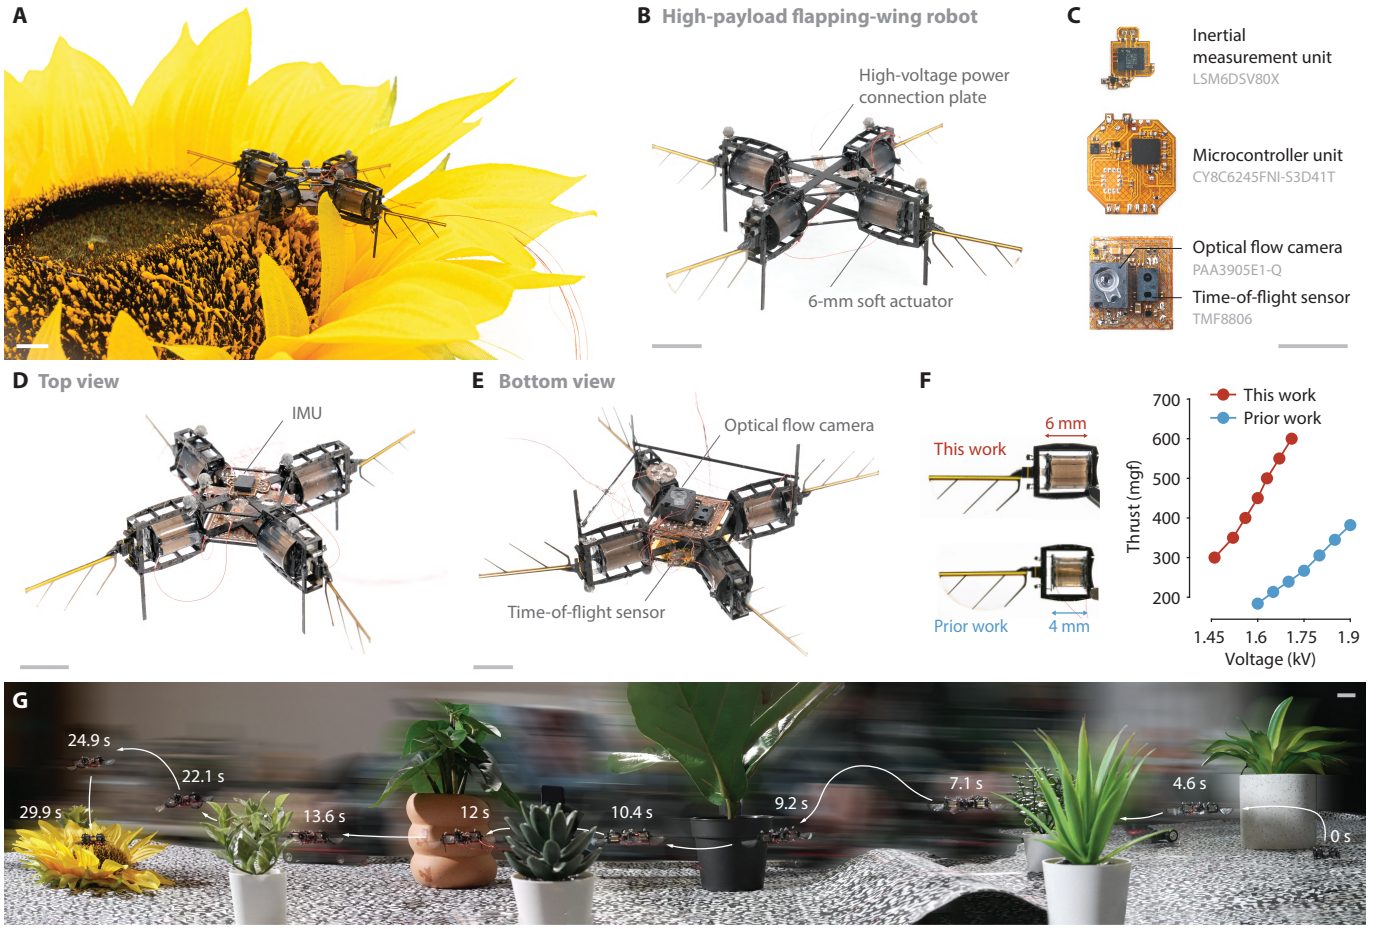 A
B High-payload flapping-wing robot
High-voltage power
connection plate
6-mm soft actuator
C
Inertial
measurement unit
LSM6DSV80X
Microcontroller unit
CY8C6245FNI-S3D41T
Optical flow camera
PAA3905E1-Q
Time-of-flight sensor
TMF8806
D Top view
IMU
E Bottom view
Optical flow camera
Time-of-flight sensor
F
6 mm
This work
Prior work
4 mm
This work
Prior work
Thrust (mgf)
700
600
500
400
300
200
1.45
1.6
1.75
1.9
Voltage (kV)
G
24.9 s
22.1 s
29.9 s
13.6 s
12 s
10.4 s
9.2 s
7.1 s
4.6 s
0 s